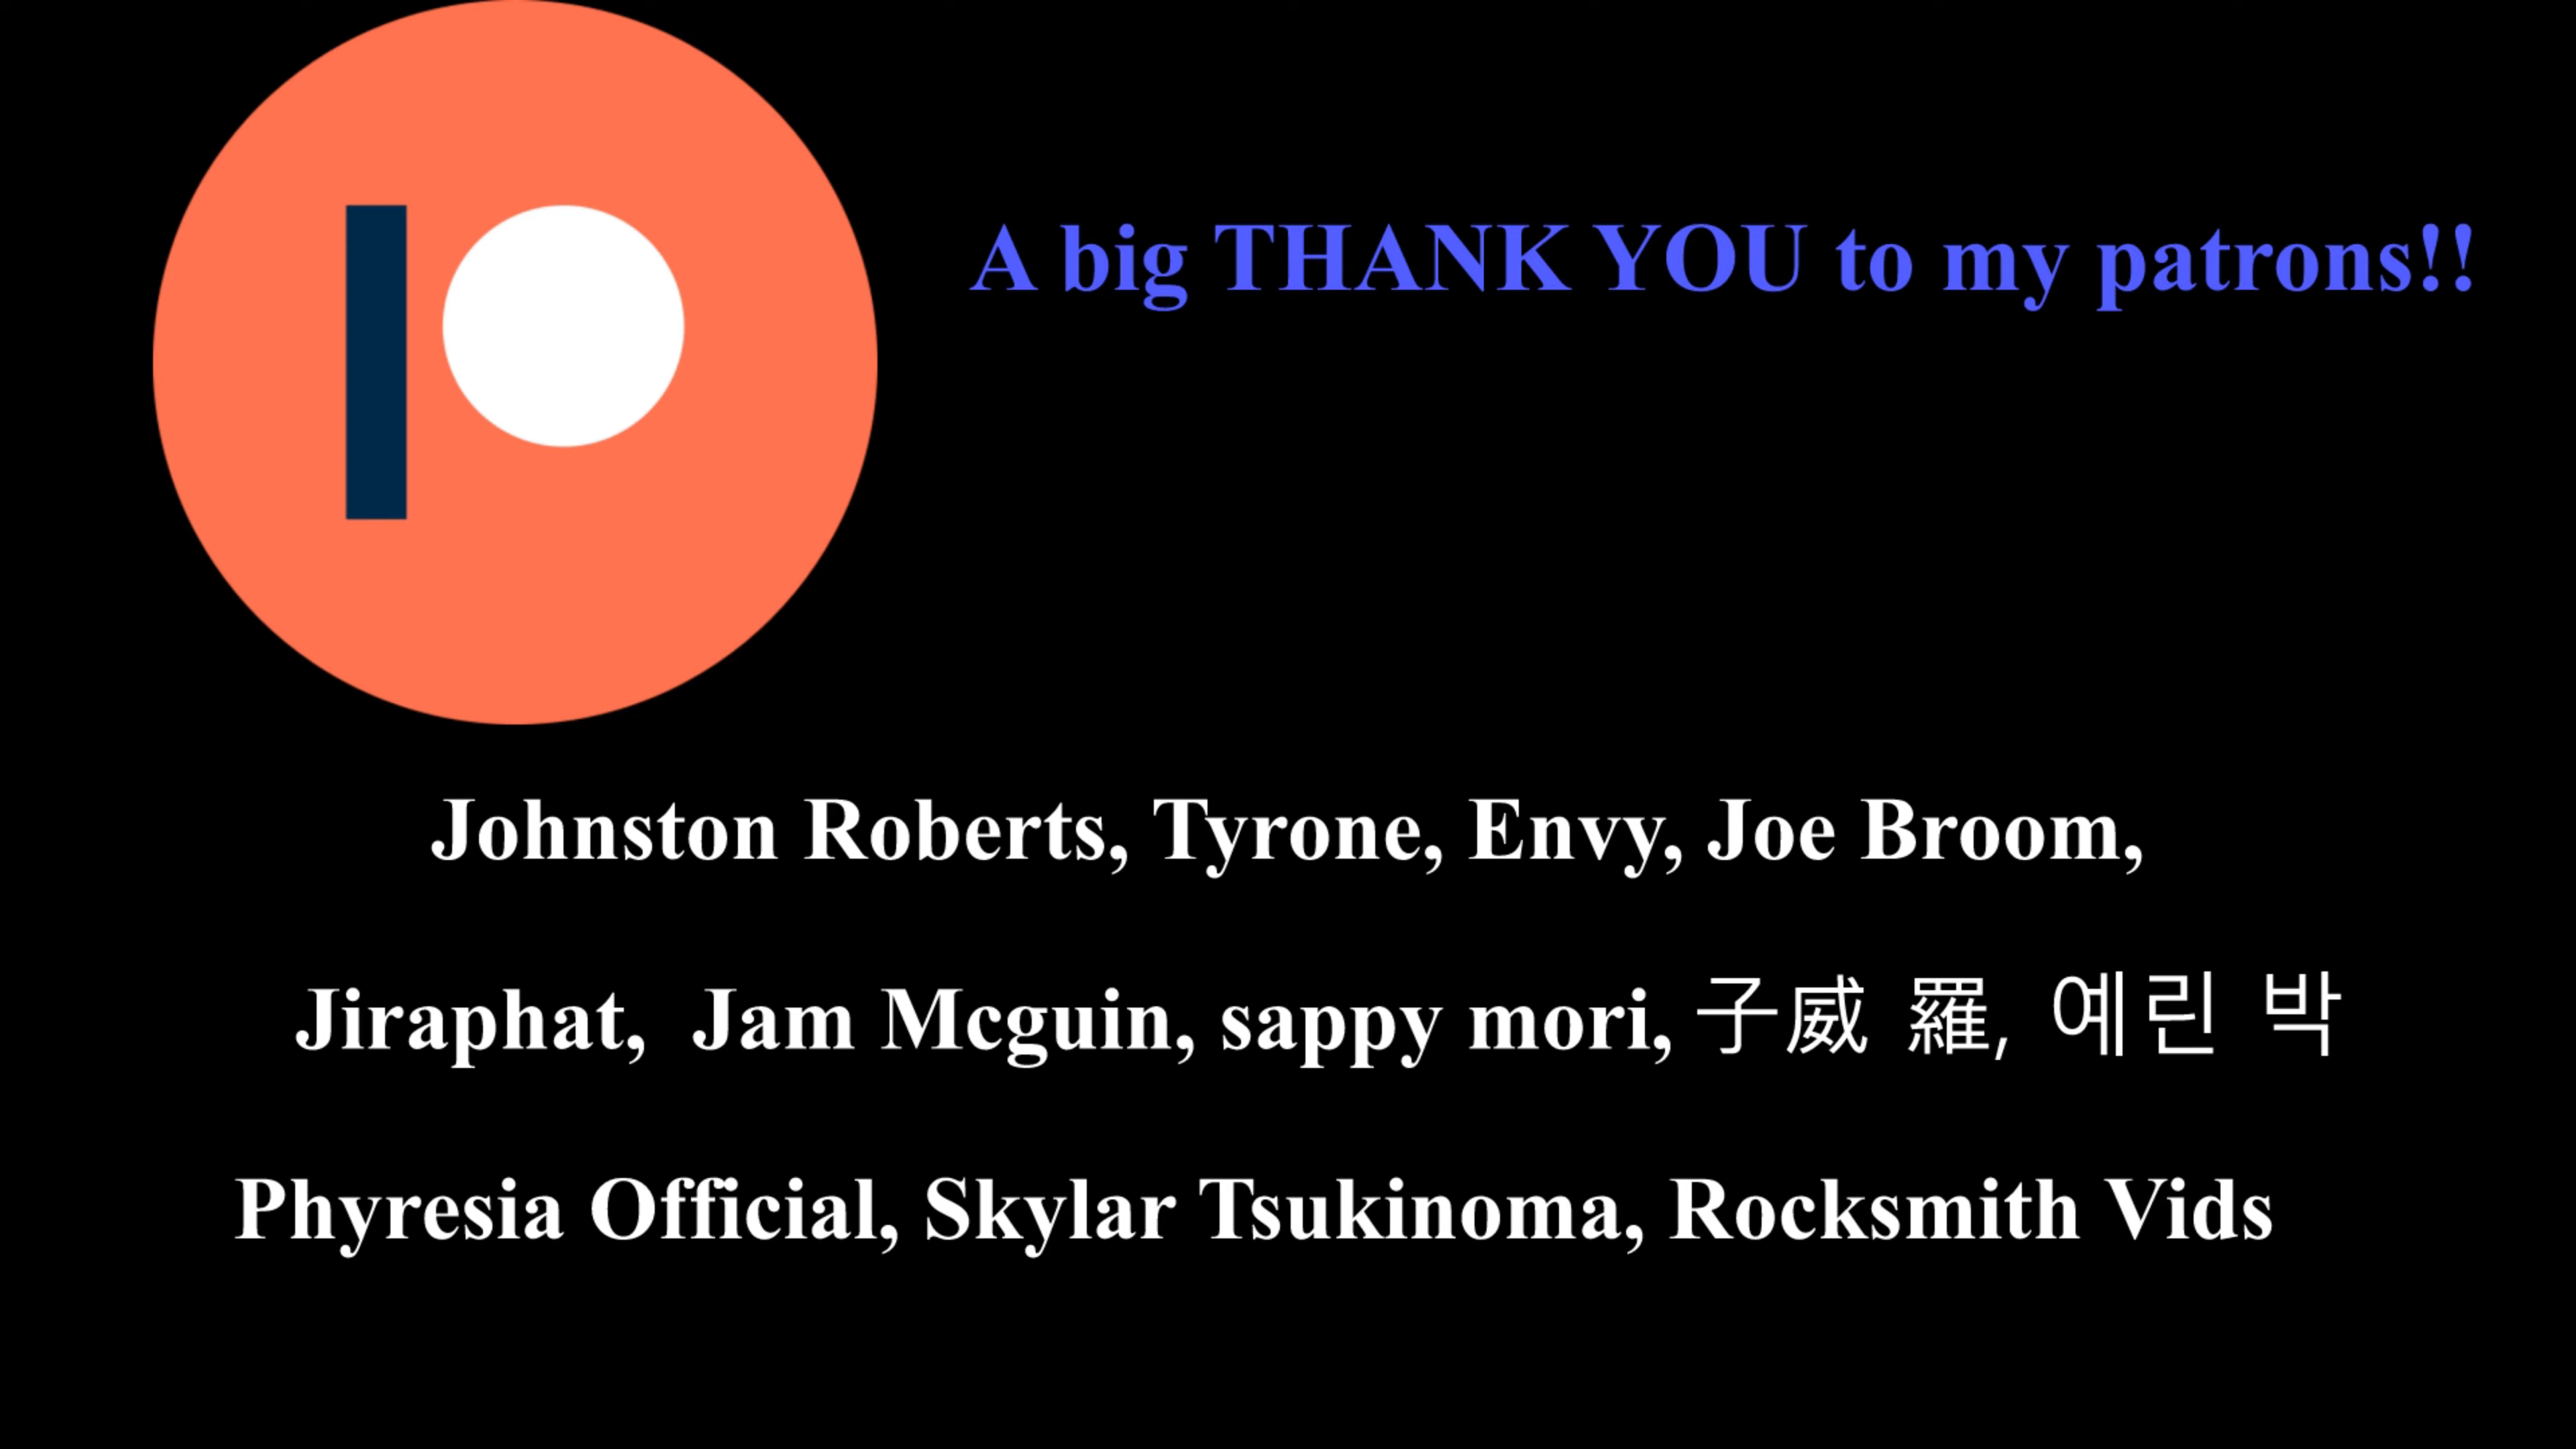 A big THANK YOU to my patrons!!
Johnston Roberts, Tyrone, Envy, Joe Broom,
Jiraphat,  Jam Mcguin, sappy mori, 子威 羅, 예린 박
Phyresia Official, Skylar Tsukinoma, Rocksmith Vids